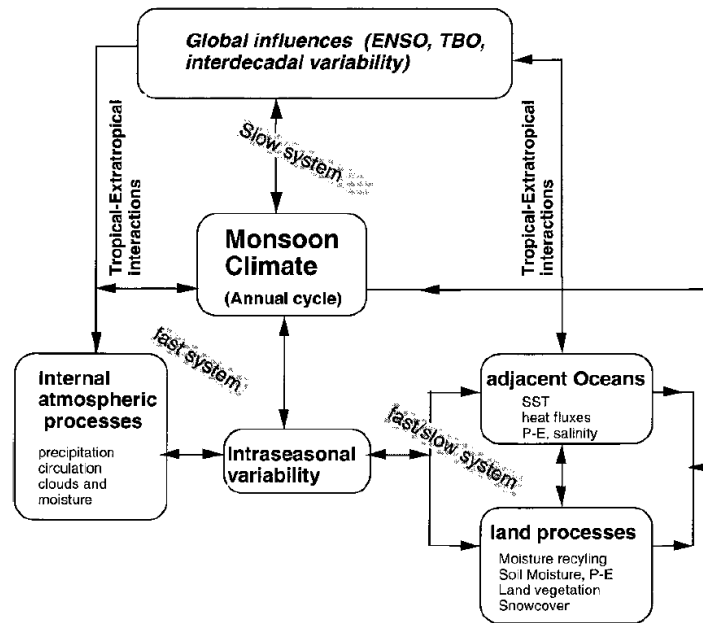 Global influences (ENSO, TBO,
interdecadal variability)
Slow system
Tropical-Extratropical
interactions
Tropical-Extratropical
interactions
Monsoon
Climate
(Annual cycle)
fast system
Internal
atmospheric
processes
precipitation
circulation
clouds and
moisture
Intraseasonal
variability
fast/slow system
adjacent Oceans
SST
heat fluxes
P-E, salinity
land processes
Moisture recyling
Soil Moisture, P-E
Land vegetation
Snowcover